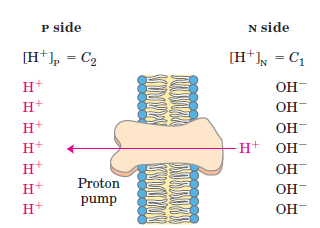 P side
N side
[H⁺]P = C2
[H⁺]N = C1
H⁺
OH⁻
H⁺
OH⁻
H⁺
OH⁻
H⁺
H⁺
OH⁻
H⁺
OH⁻
H⁺
OH⁻
H⁺
OH⁻
Proton
pump